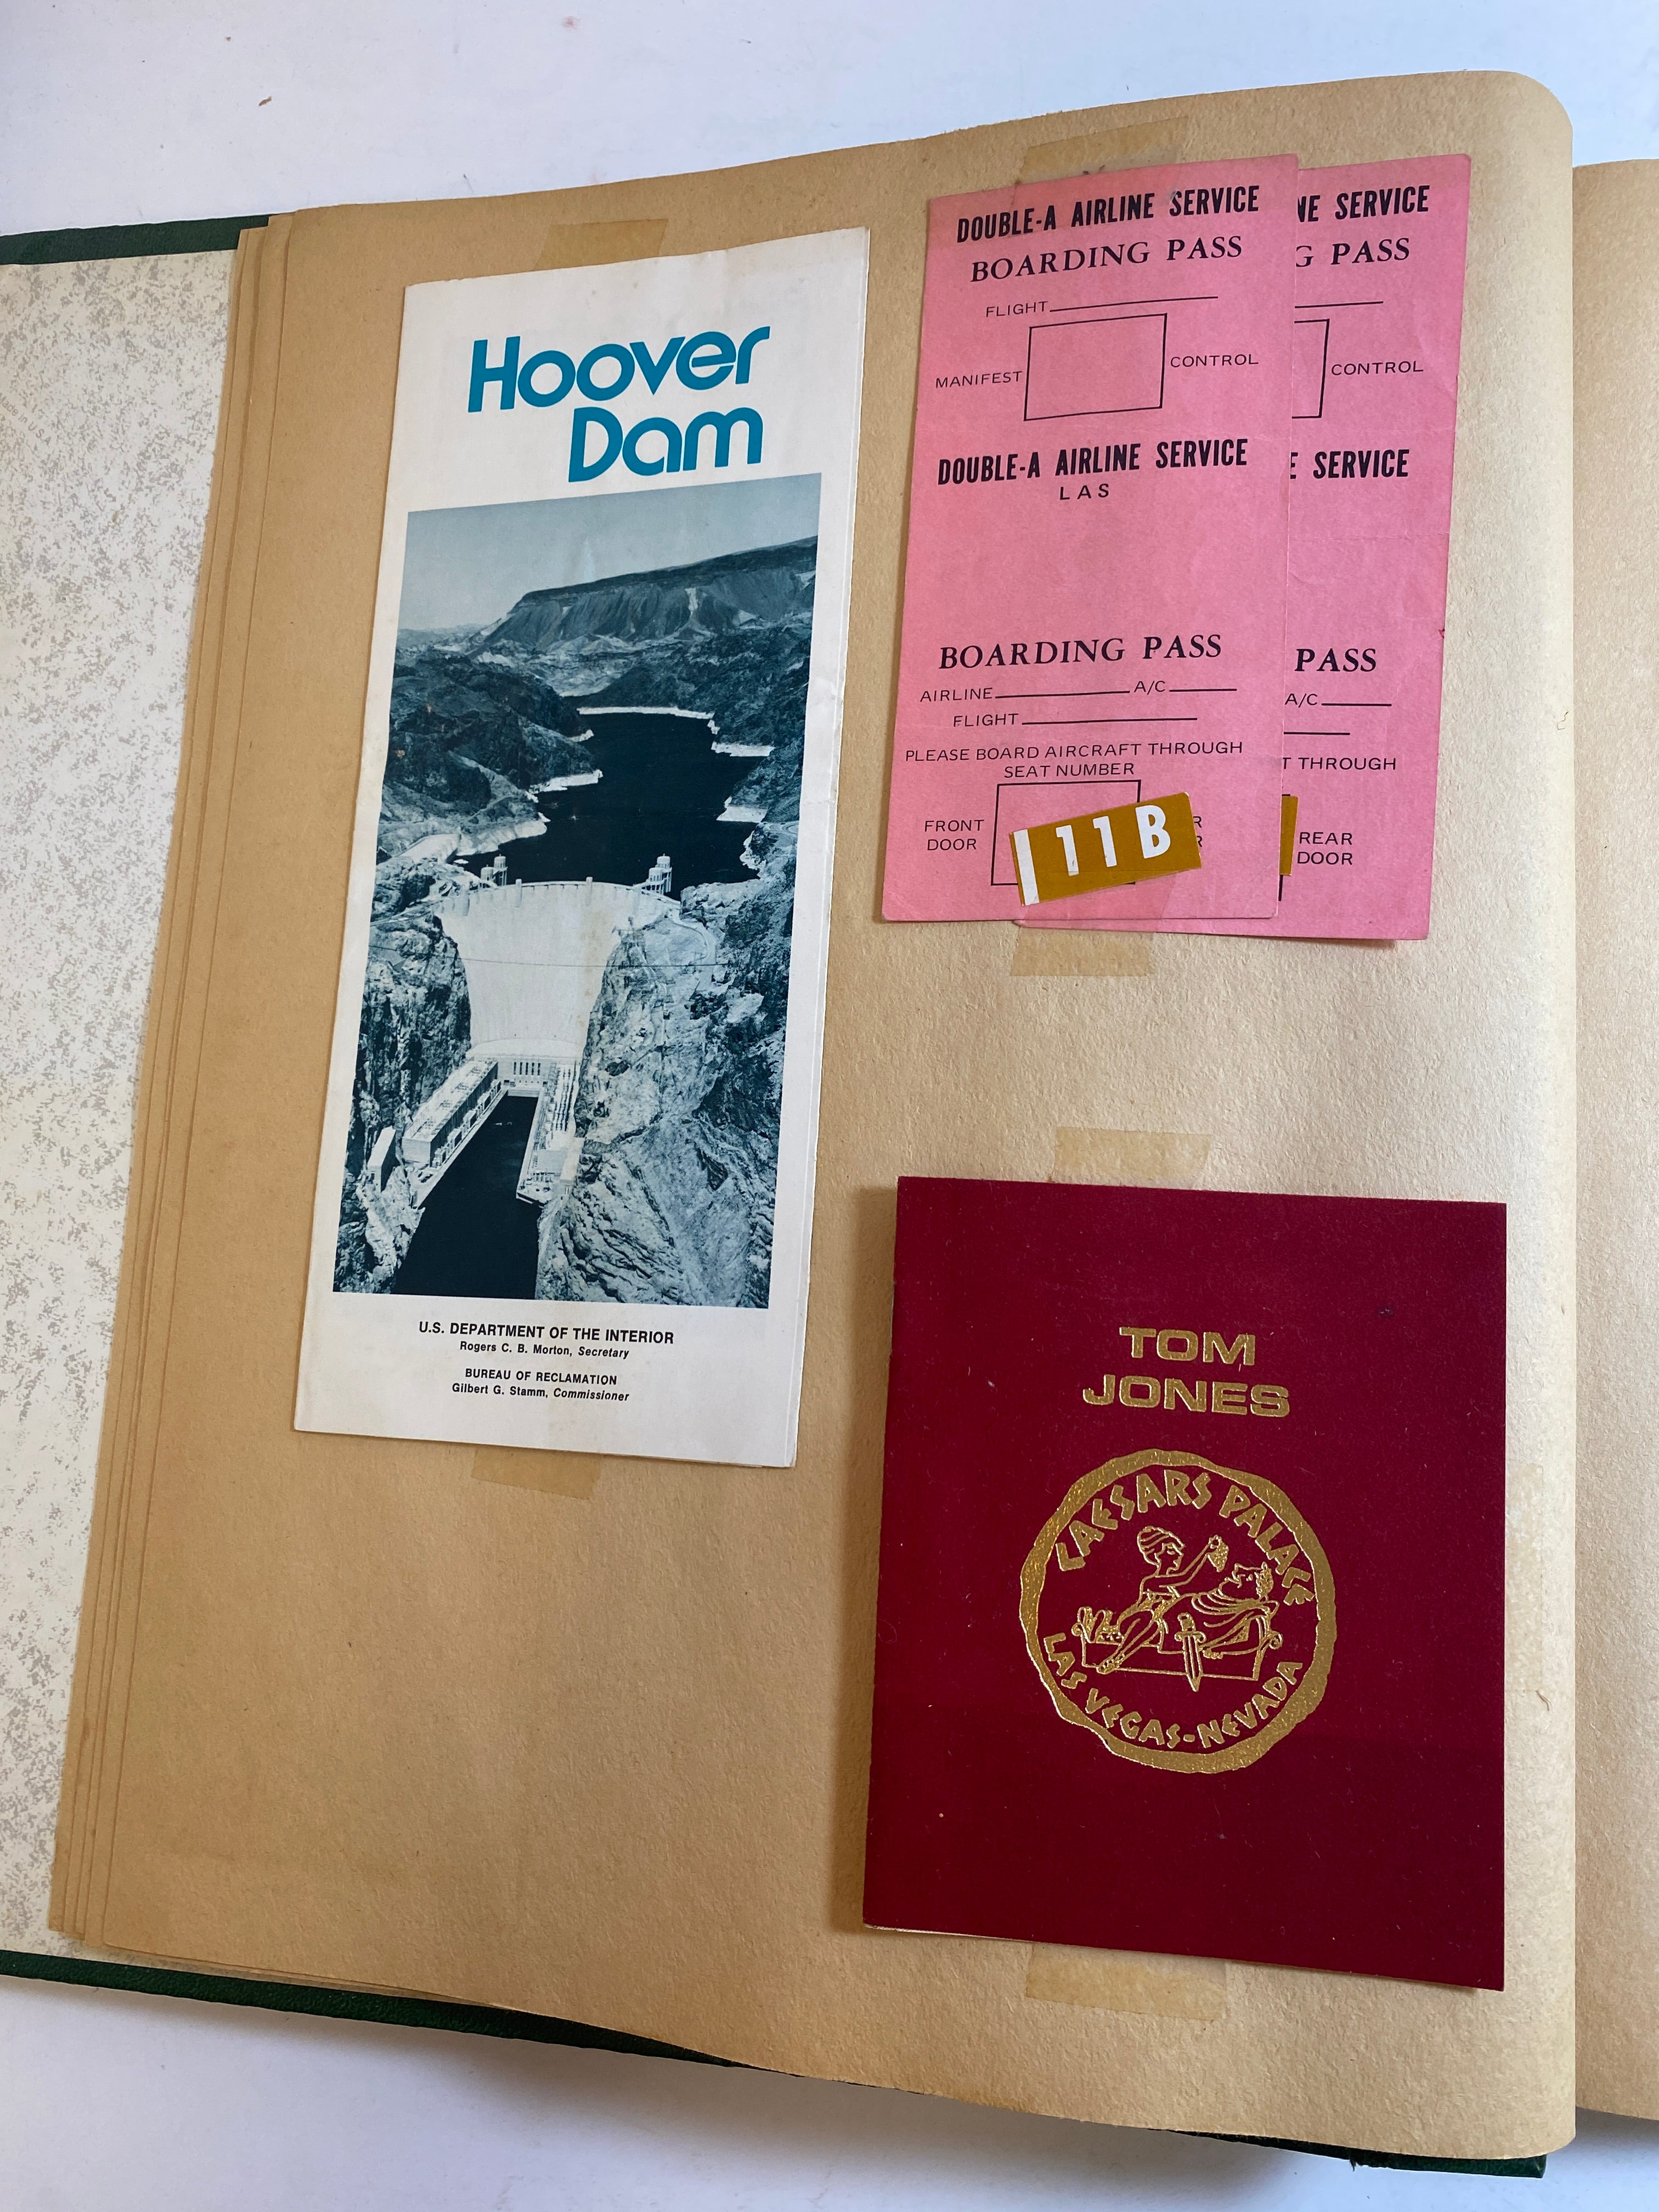 Hoover
Dam
U.S. DEPARTMENT OF THE INTERIOR
Rogers C. B. Morton, Secretary
BUREAU OF RECLAMATION
Gilbert G. Stamm, Commissioner
DOUBLE-A AIRLINE SERVICE
BOARDING PASS
FLIGHT
MANIFEST
CONTROL
DOUBLE-A AIRLINE SERVICE
LAS
BOARDING PASS
AIRLINE A/C
FLIGHT
PLEASE BOARD AIRCRAFT THROUGH
SEAT NUMBER
FRONT
DOOR
11B
R
R
NE SERVICE
G PASS
CONTROL
E SERVICE
PASS
A/C
T THROUGH
REAR
DOOR
TOM
JONES
CAESARS PALACE
LAS VEGAS-NEVADA